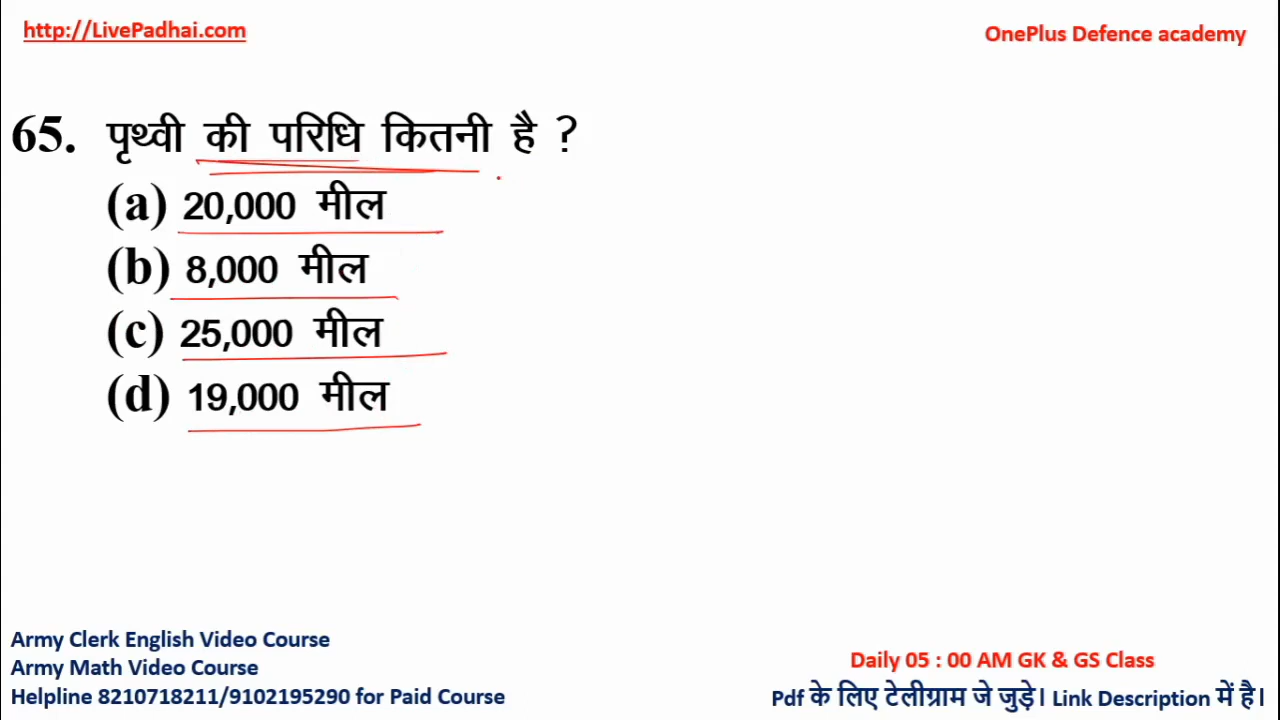 http://LivePadhai.com
OnePlus Defence academy
65. पृथ्वी की परिधि कितनी है ?
(a) 20,000 मील
(b) 8,000 मील
(c) 25,000 मील
(d) 19,000 मील
Army Clerk English Video Course
Army Math Video Course
Helpline 8210718211/9102195290 for Paid Course
Daily 05 : 00 AM GK & GS Class
Pdf के लिए टेलीग्राम जे जुड़े। Link Description में है।